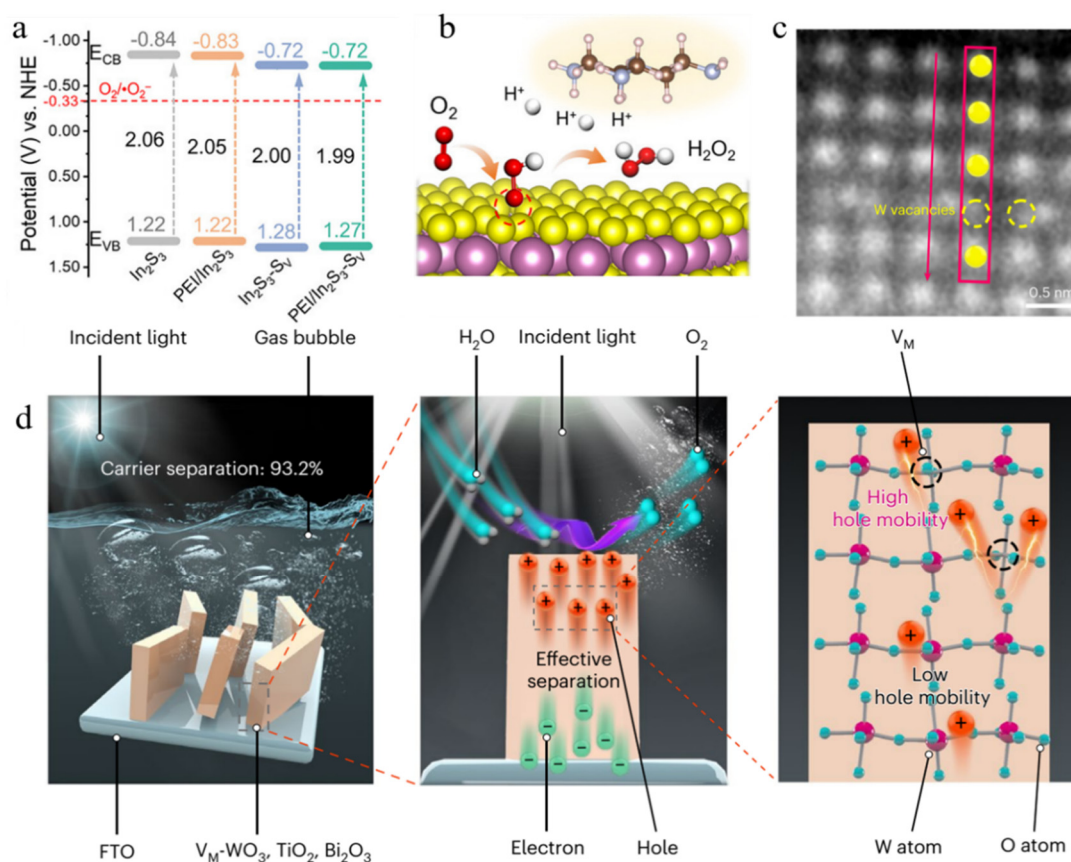 a
Potential (V) vs. NHE
-1.00
-0.50
-0.33
0.00
0.50
1.00
1.50
E_CB
E_VB
O₂/•O₂⁻
-0.84
-0.83
-0.72
-0.72
2.06
2.05
2.00
1.99
1.22
1.22
1.28
1.27
In₂S₃
PEI/In₂S₃
In₂S₃-S_V
PEI/In₂S₃-S_V
b
O₂
H⁺
H⁺
H⁺
H₂O₂
c
W vacancies
0.5 nm
d
Incident light
Gas bubble
Carrier separation: 93.2%
FTO
V_M-WO₃, TiO₂, Bi₂O₃
H₂O
Incident light
O₂
Effective
separation
Electron
Hole
V_M
High
hole mobility
Low
hole mobility
W atom
O atom